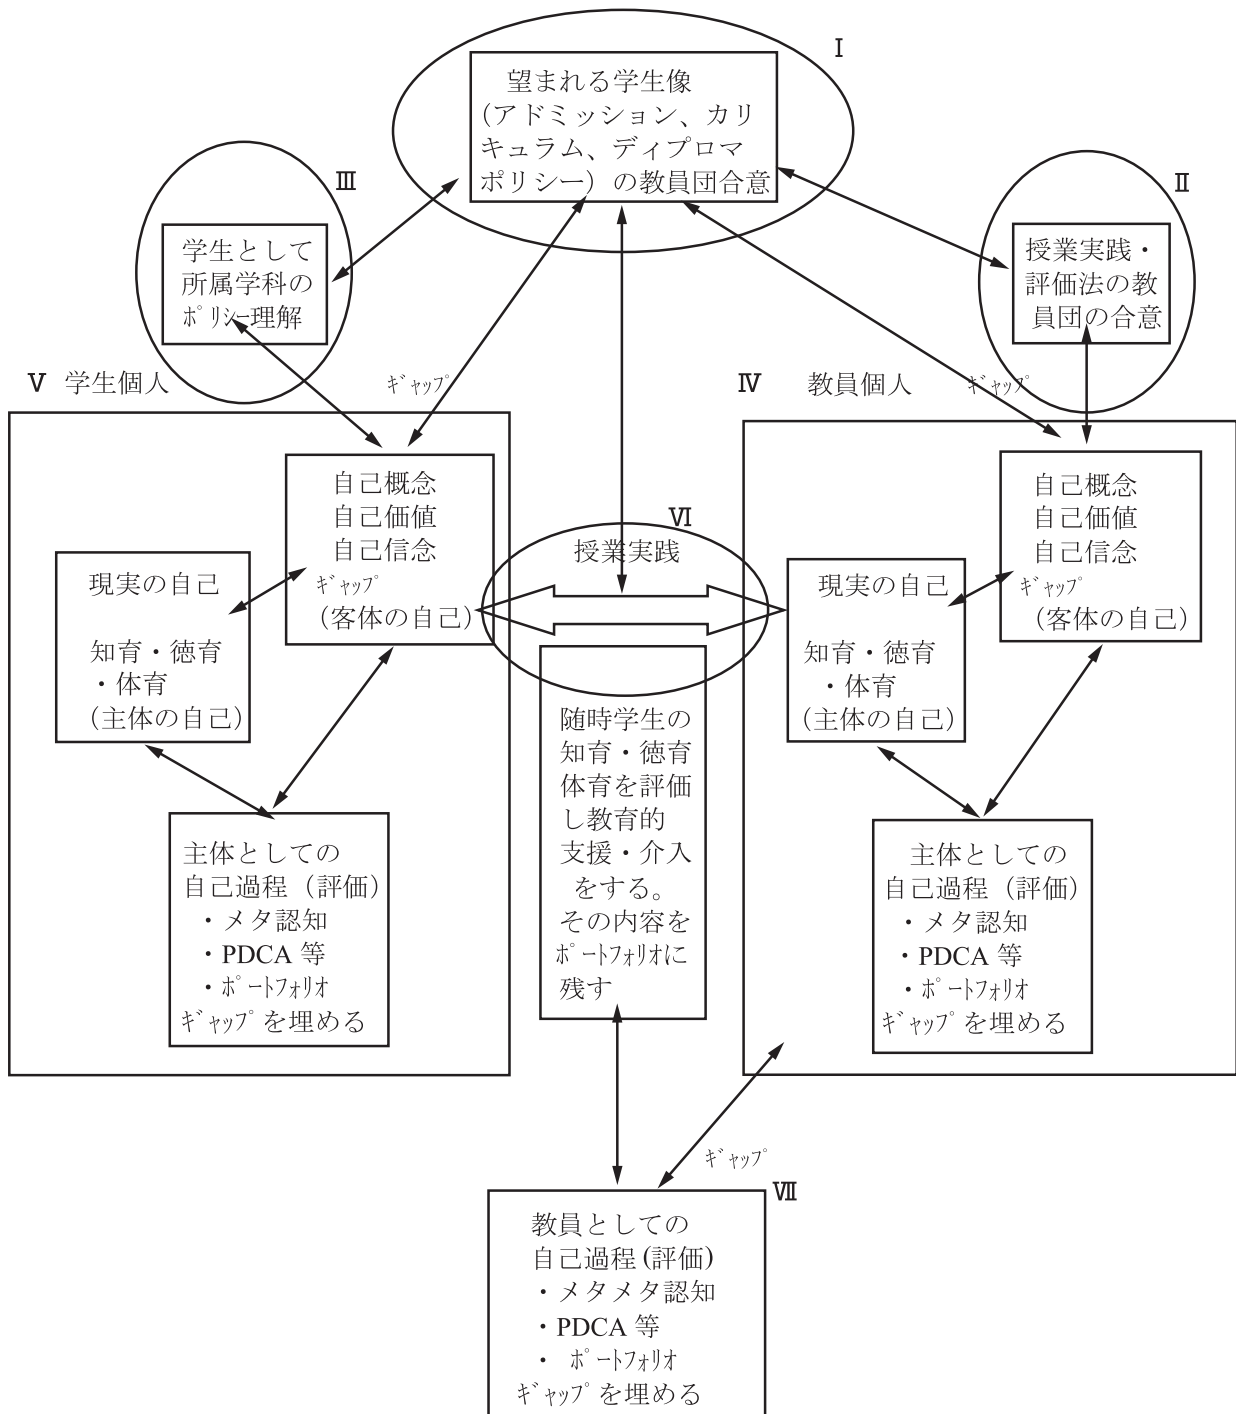 Ⅰ
望まれる学生像
(アドミッション、カリ
キュラム、ディプロマ
ポリシー）の教員団合意
Ⅲ
学生として
所属学科の
ポリシー理解
Ⅱ
授業実践・
評価法の教
員団の合意
Ⅴ 学生個人
ギャップ
Ⅳ 教員個人
ギャップ
自己概念
自己価値
自己信念
ギャップ
（客体の自己）
現実の自己
知育・徳育
・体育
（主体の自己）
主体としての
自己過程（評価）
・メタ認知
・PDCA 等
・ポートフォリオ
ギャップを埋める
Ⅵ
授業実践
随時学生の
知育・徳育
体育を評価
し教育的
支援・介入
をする。
その内容を
ポートフォリオに
残す
自己概念
自己価値
自己信念
ギャップ
（客体の自己）
現実の自己
知育・徳育
・体育
（主体の自己）
主体としての
自己過程（評価）
・メタ認知
・PDCA 等
・ポートフォリオ
ギャップを埋める
ギャップ
Ⅶ
教員としての
自己過程(評価)
・メタメタ認知
・PDCA 等
・ ポートフォリオ
ギャップを埋める